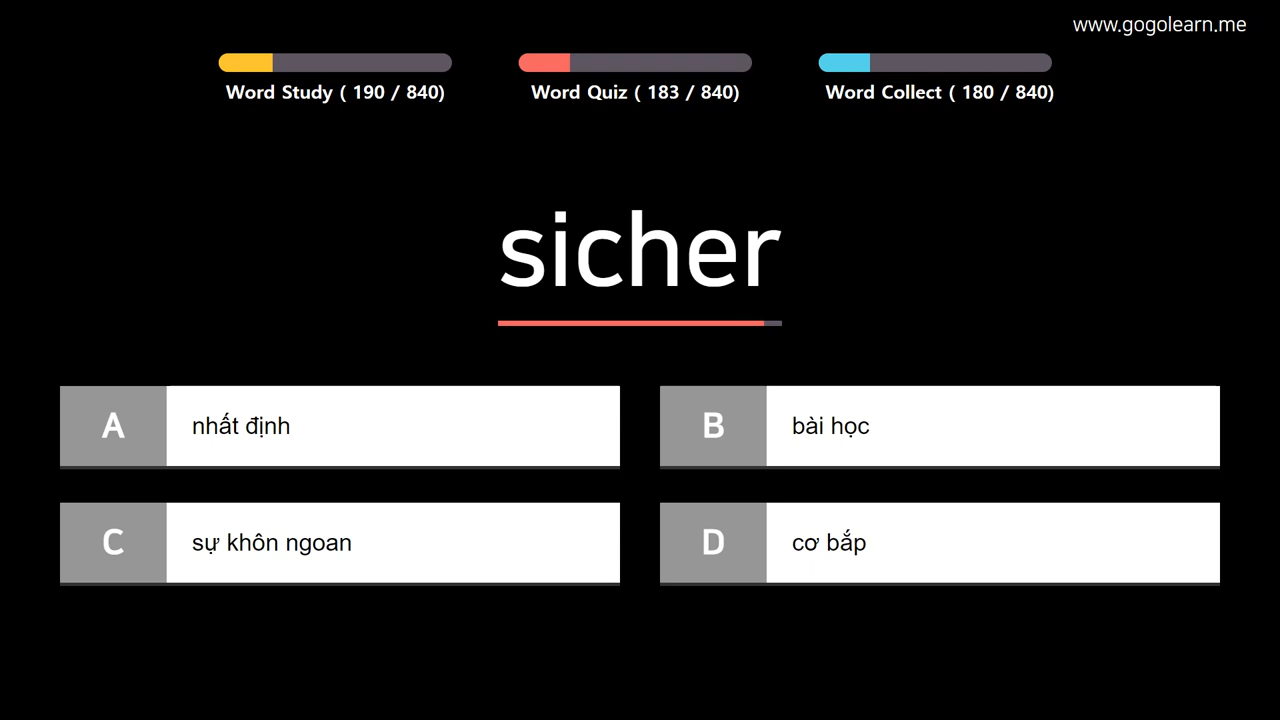 www.gogolearn.me
Word Study ( 190 / 840)
Word Quiz ( 183 / 840)
Word Collect ( 180 / 840)
sicher
A nhất định
B bài học
C sự khôn ngoan
D cơ bắp